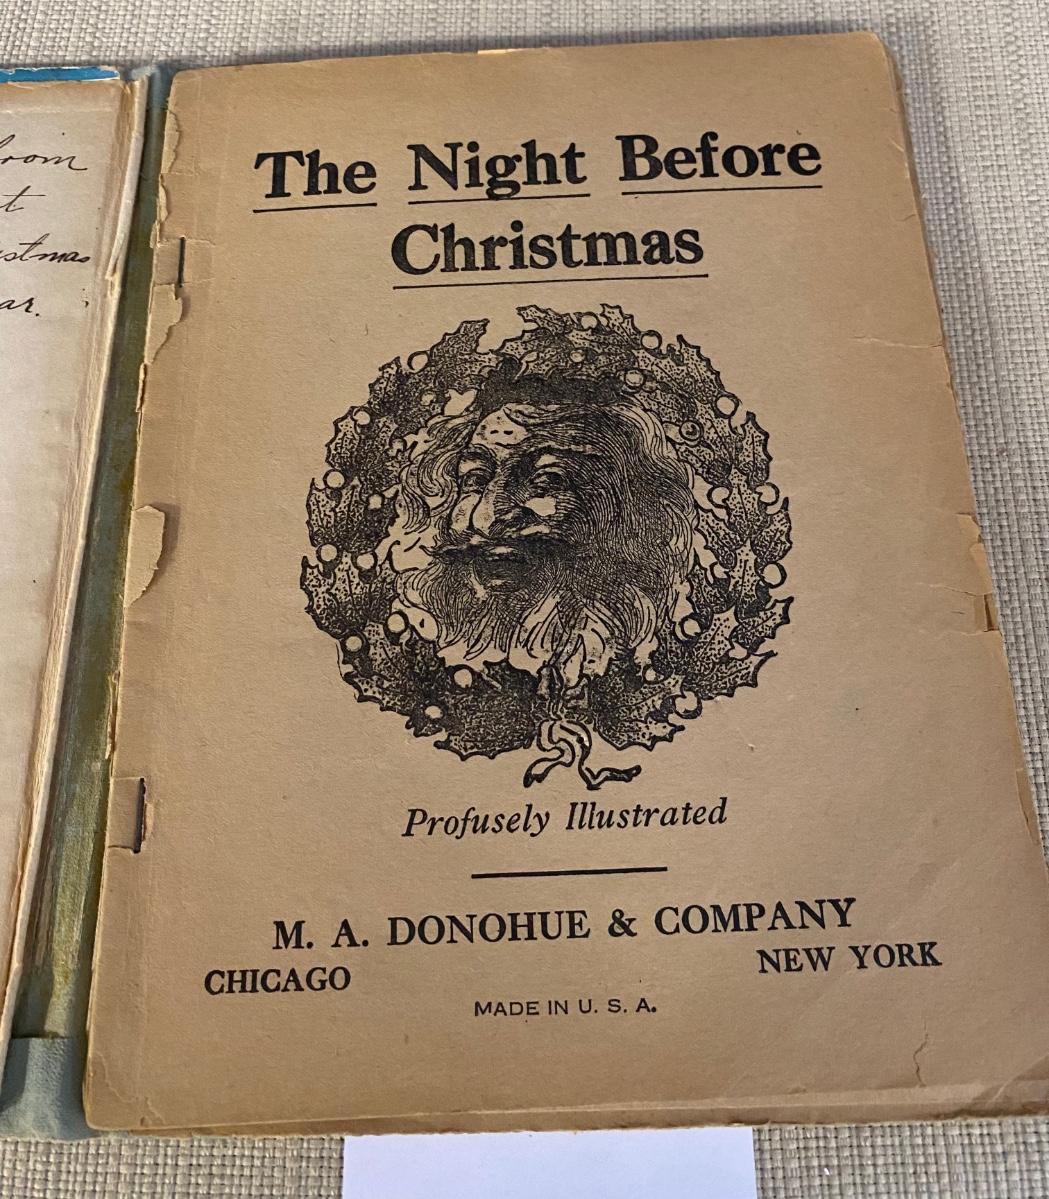 The Night Before
Christmas
Profusely Illustrated
M. A. DONOHUE & COMPANY
CHICAGO NEW YORK
MADE IN U. S. A.